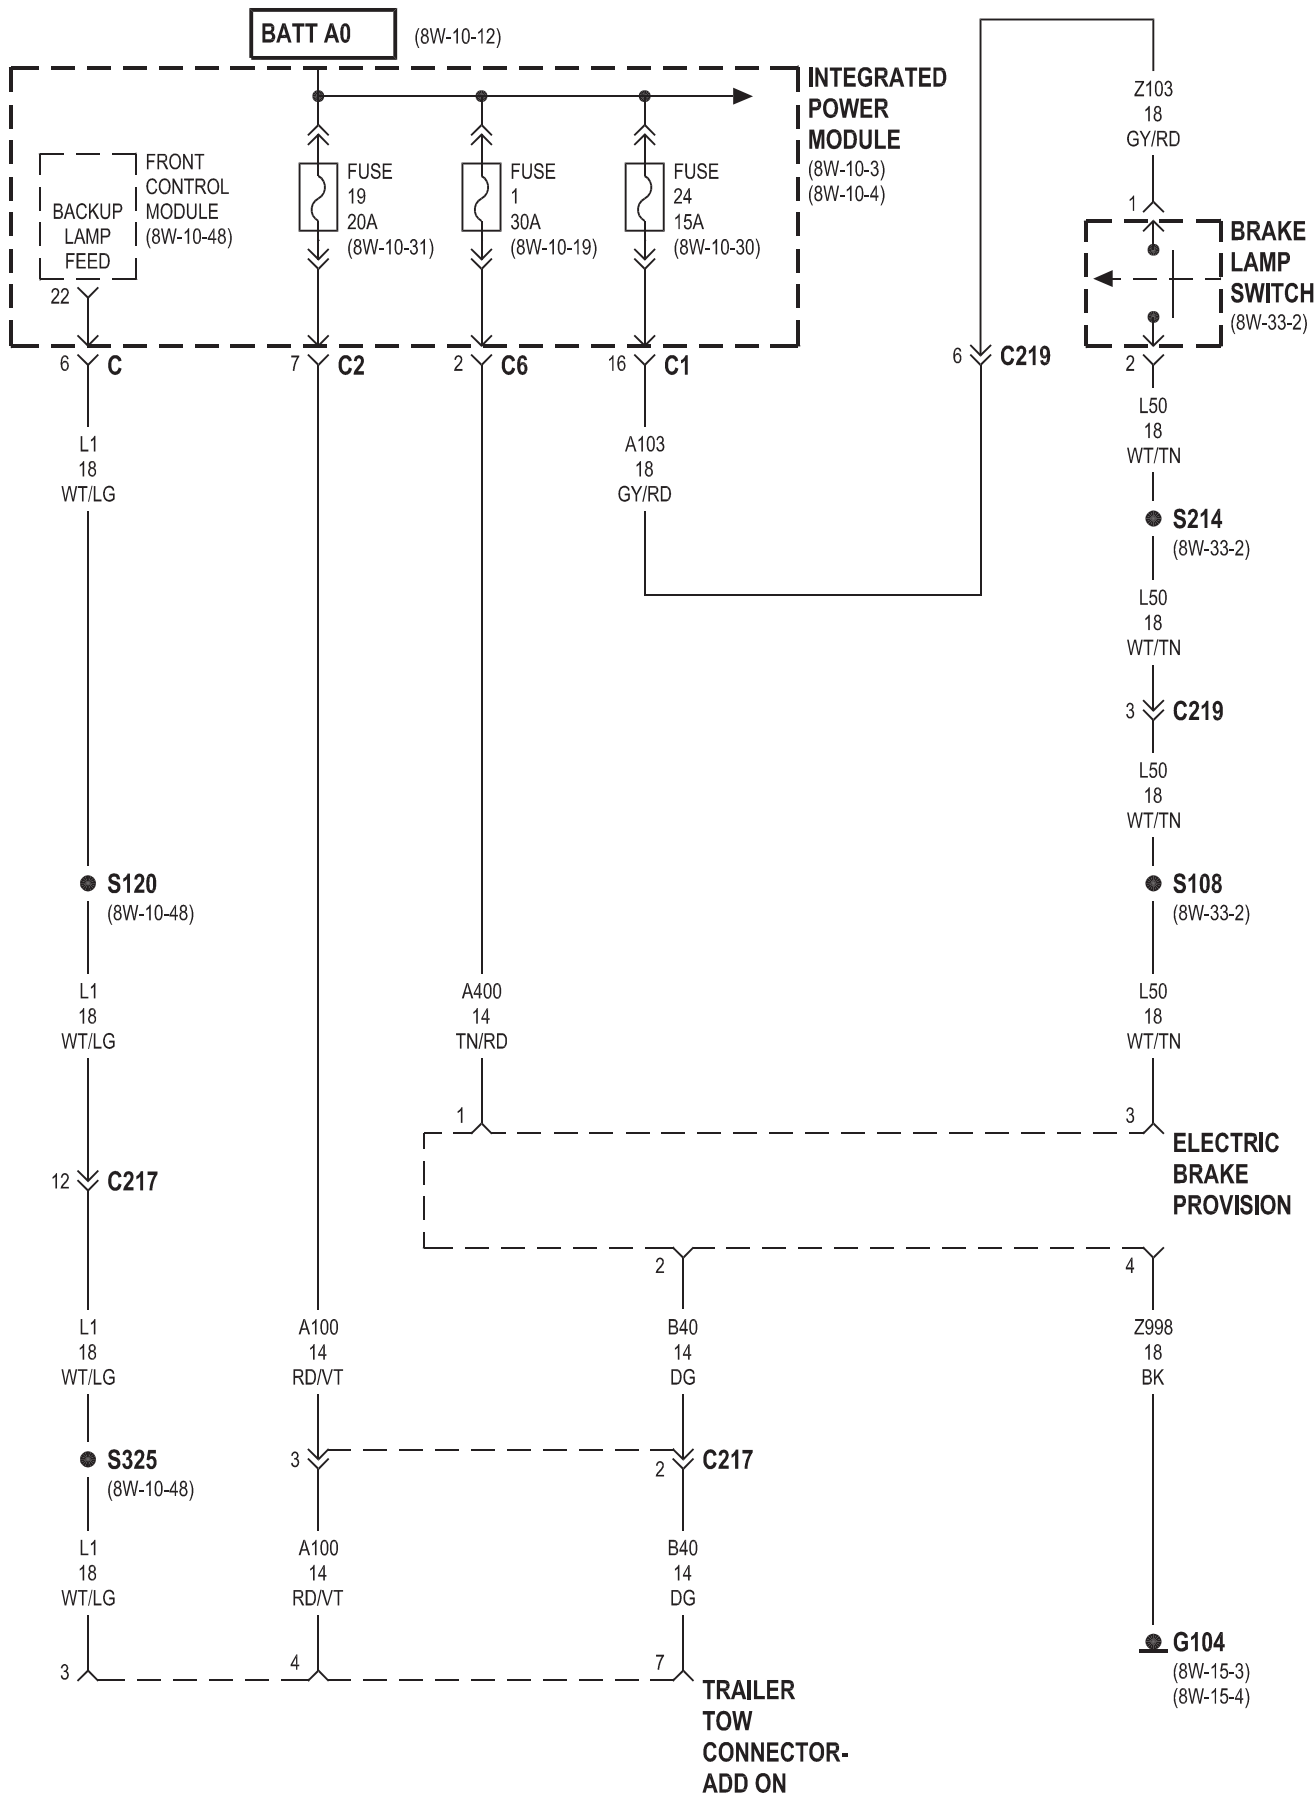 BATT A0
(8W-10-12)
INTEGRATED
POWER
MODULE
(8W-10-3)
(8W-10-4)
FRONT
CONTROL
MODULE
(8W-10-48)
BACKUP
LAMP
FEED
22
FUSE
19
20A
(8W-10-31)
FUSE
1
30A
(8W-10-19)
FUSE
24
15A
(8W-10-30)
Z103
18
GY/RD
1
BRAKE
LAMP
SWITCH
(8W-33-2)
2
6
C
7
C2
2
C6
16
C1
6
C219
L1
18
WT/LG
A103
18
GY/RD
L50
18
WT/TN
S214
(8W-33-2)
L50
18
WT/TN
3
C219
L50
18
WT/TN
S120
(8W-10-48)
S108
(8W-33-2)
L1
18
WT/LG
A400
14
TN/RD
L50
18
WT/TN
1
3
ELECTRIC
BRAKE
PROVISION
12
C217
2
4
L1
18
WT/LG
A100
14
RD/VT
B40
14
DG
Z998
18
BK
S325
(8W-10-48)
3
2
C217
L1
18
WT/LG
A100
14
RD/VT
B40
14
DG
G104
(8W-15-3)
(8W-15-4)
3
4
7
TRAILER
TOW
CONNECTOR-
ADD ON